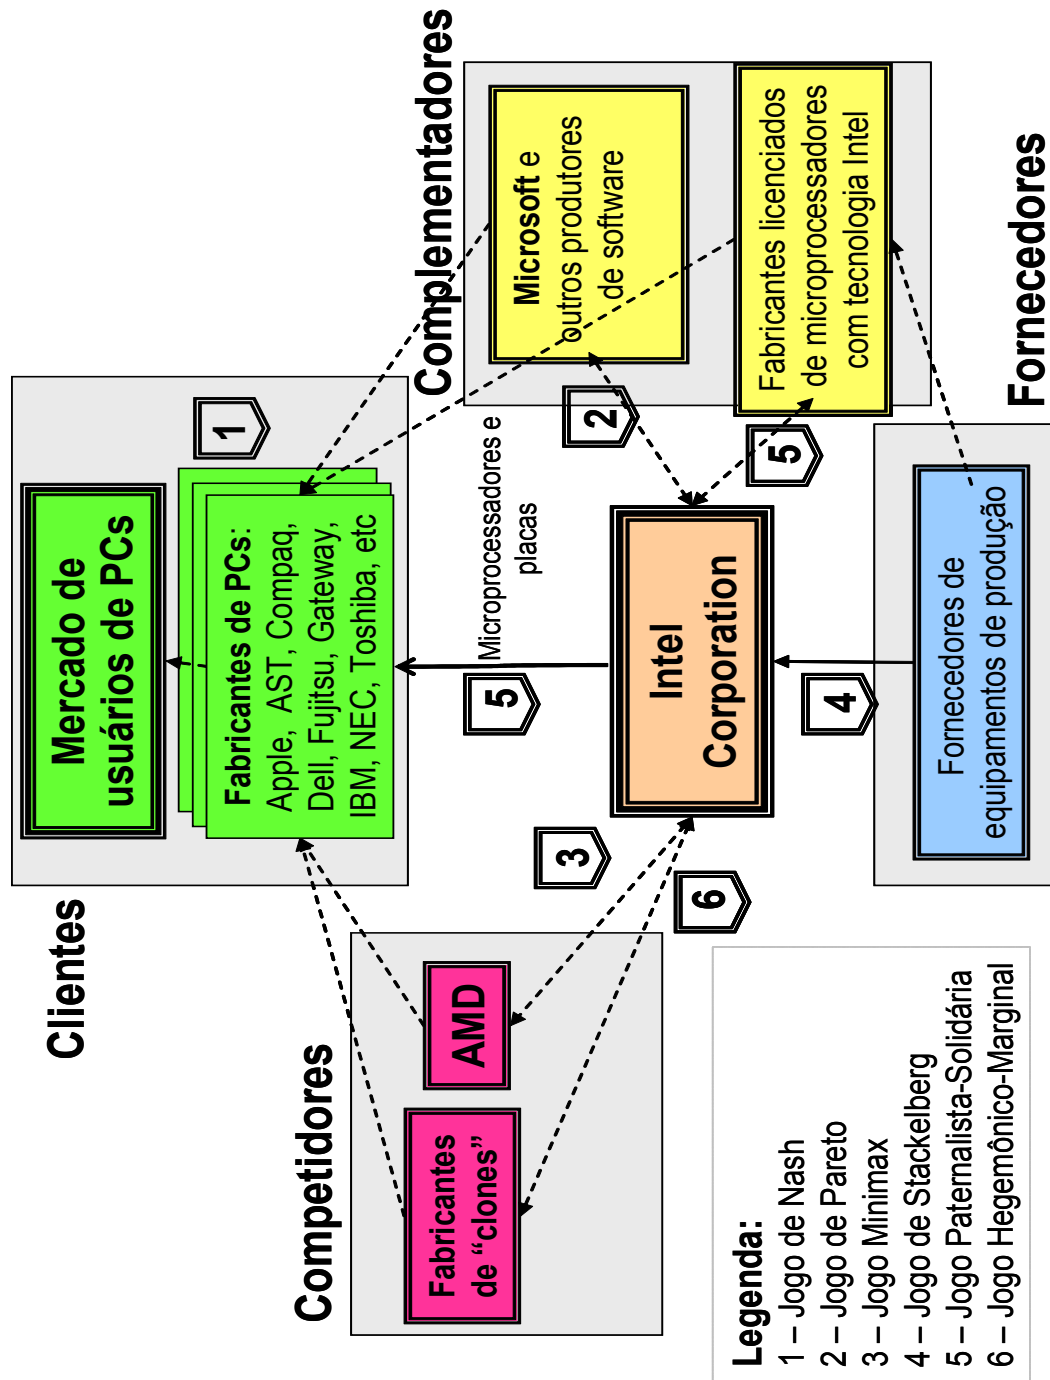 Clientes
Mercado de
usuários de PCs
Fabricantes de PCs:
Apple, AST, Compaq,
Dell, Fujitsu, Gateway,
IBM, NEC, Toshiba, etc
1
Competidores
Fabricantes
de “clones”
AMD
Complementadores
Microsoft e
outros produtores
de software
Fabricantes licenciados
de microprocessadores
com tecnologia Intel
5
Microprocessadores e
placas
3
2
6
5
Intel
Corporation
4
Fornecedores
Fornecedores de
equipamentos de produção
Legenda:
1 – Jogo de Nash
2 – Jogo de Pareto
3 – Jogo Minimax
4 – Jogo de Stackelberg
5 – Jogo Paternalista-Solidária
6 – Jogo Hegemônico-Marginal